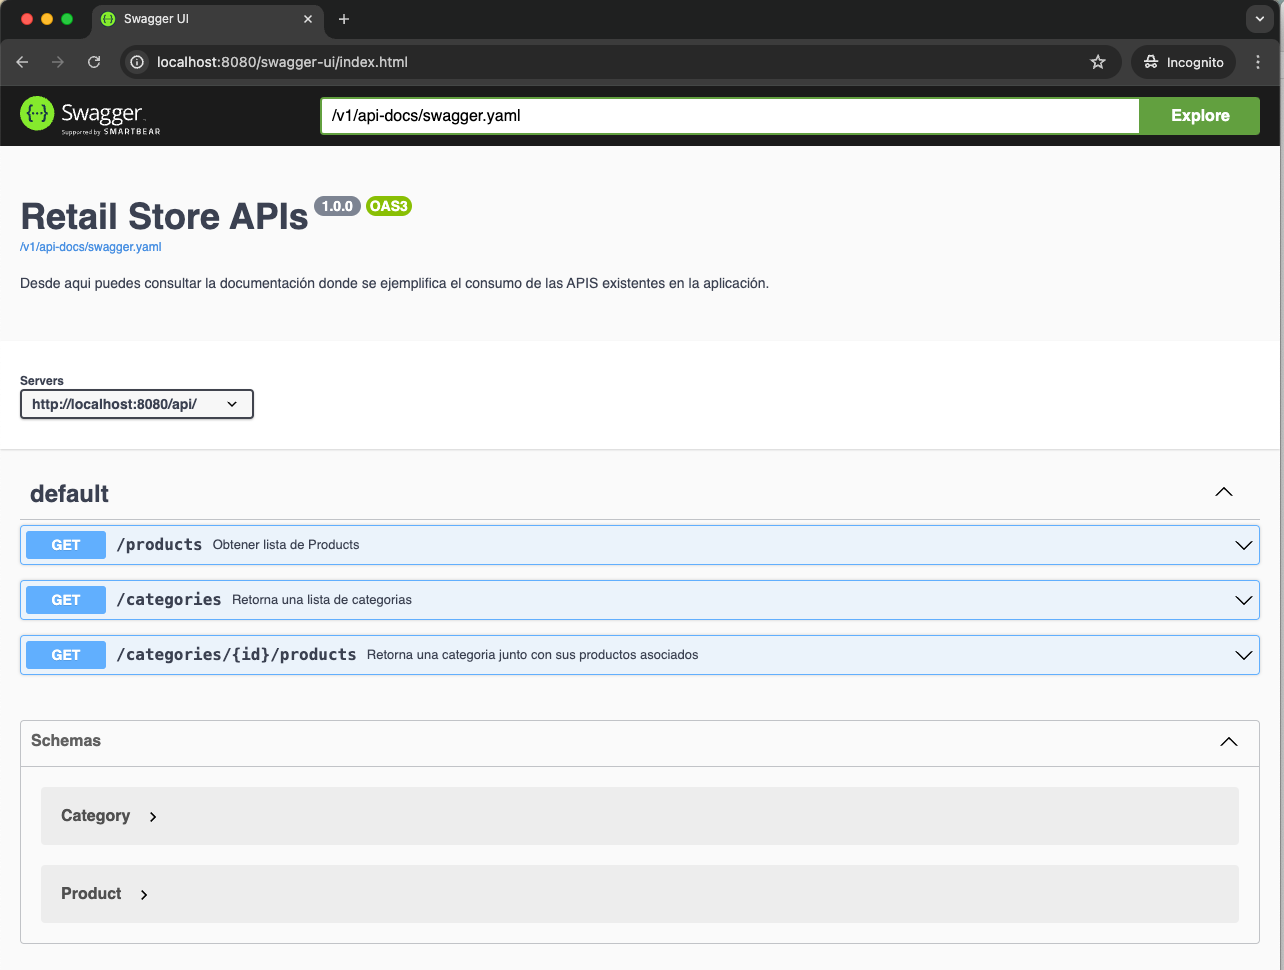 Swagger UI
localhost:8080/swagger-ui/index.html
Incognito
{···} Swagger.
Supported by SMARTBEAR
/v1/api-docs/swagger.yaml
Explore
Retail Store APIs 1.0.0 OAS3
/v1/api-docs/swagger.yaml
Desde aqui puedes consultar la documentación donde se ejemplifica el consumo de las APIS existentes en la aplicación.
Servers
http://localhost:8080/api/
default
GET /products Obtener lista de Products
GET /categories Retorna una lista de categorias
GET /categories/{id}/products Retorna una categoria junto con sus productos asociados
Schemas
Category
Product